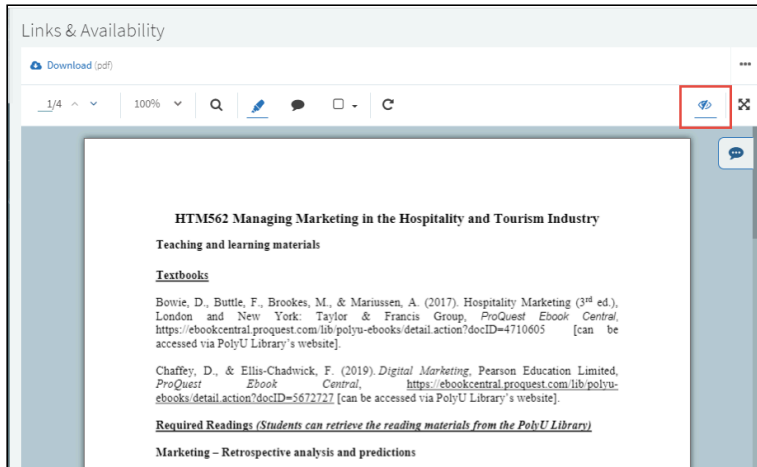 Links & Availability
Download (pdf)
1/4 100%
HTM562 Managing Marketing in the Hospitality and Tourism Industry
Teaching and learning materials
Textbooks
Bowie, D., Buttle, F., Brookes, M., & Mariussen, A. (2017). Hospitality Marketing (3rd ed.),
London and New York: Taylor & Francis Group, ProQuest Ebook Central,
https://ebookcentral.proquest.com/lib/polyu-ebooks/detail.action?docID=4710605 [can be
accessed via PolyU Library's website].
Chaffey, D., & Ellis-Chadwick, F. (2019). Digital Marketing, Pearson Education Limited,
ProQuest Ebook Central, https://ebookcentral.proquest.com/lib/polyu-
ebooks/detail.action?docID=5672727 [can be accessed via PolyU Library's website].
Required Readings (Students can retrieve the reading materials from the PolyU Library)
Marketing – Retrospective analysis and predictions